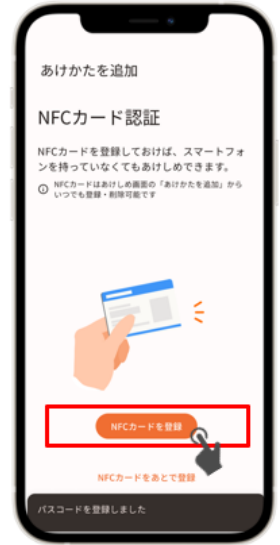 あけかたを追加
NFCカード認証
NFCカードを登録しておけば、スマートフォ
ンを持っていなくてもあけしめできます。
NFCカードはあけしめ画面の「あけかたを追加」から
いつでも登録・削除可能です
NFCカードを登録
NFCカードをあとで登録
パスコードを登録しました